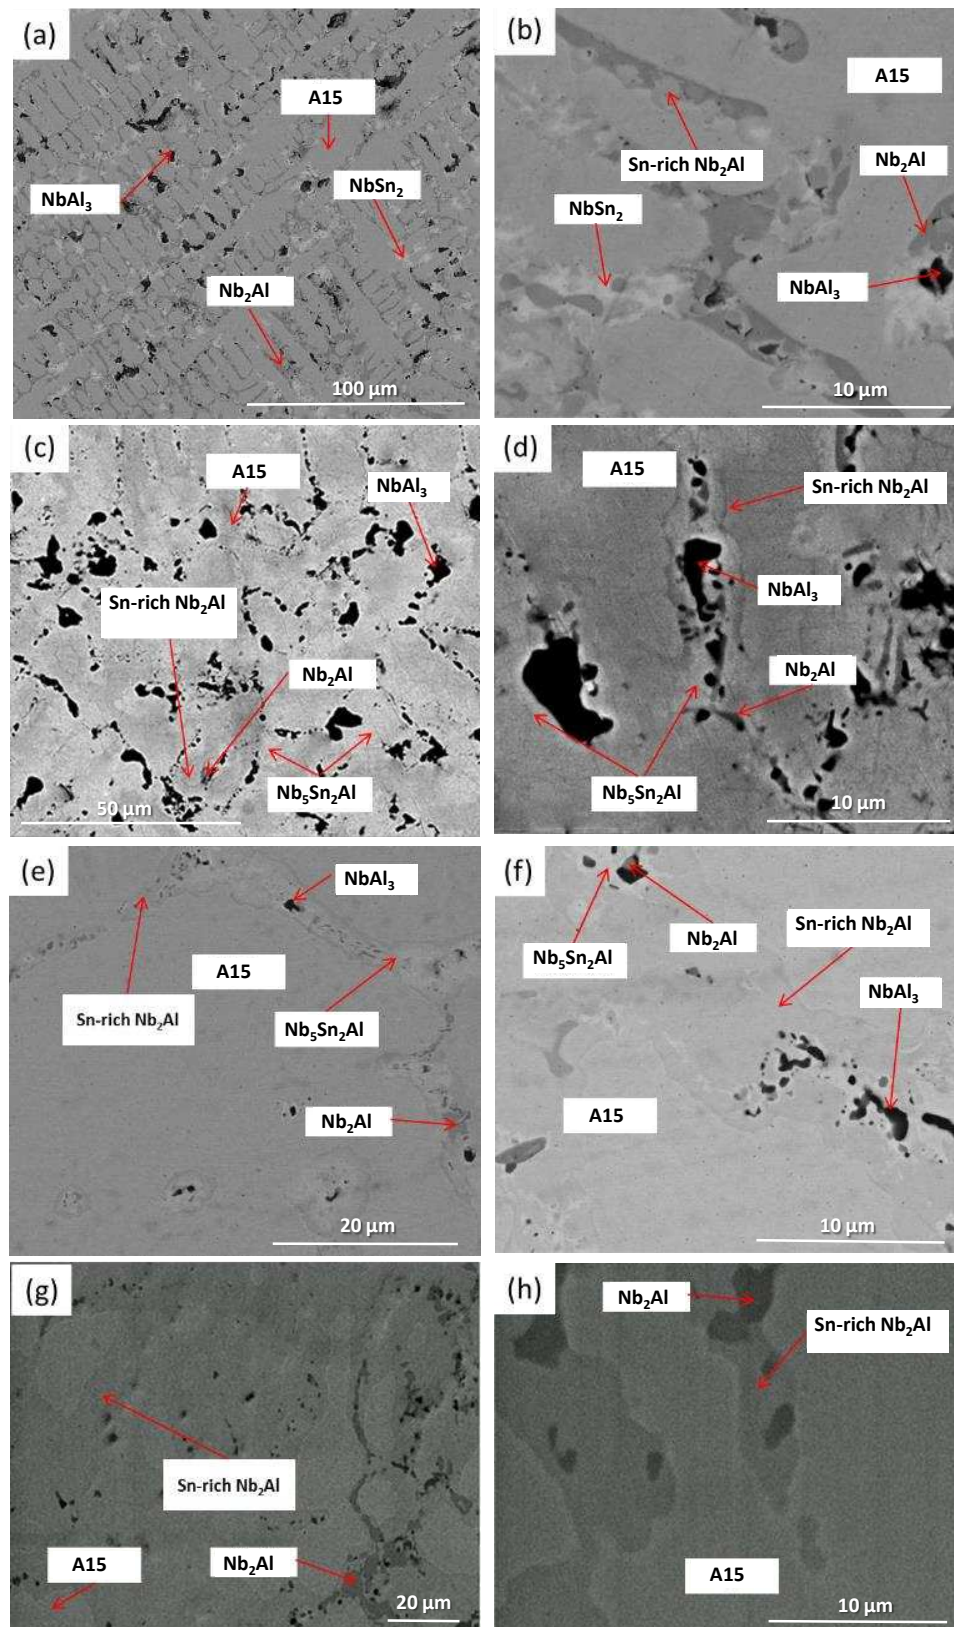 (a)
A15
NbAl₃
NbSn₂
Nb₂Al
100 µm
(b)
A15
Sn-rich Nb₂Al
Nb₂Al
NbSn₂
NbAl₃
10 µm
(c)
A15
NbAl₃
Sn-rich Nb₂Al
Nb₂Al
Nb₅Sn₂Al
50 µm
(d)
A15
Sn-rich Nb₂Al
NbAl₃
Nb₂Al
Nb₅Sn₂Al
10 µm
(e)
NbAl₃
A15
Sn-rich Nb₂Al
Nb₅Sn₂Al
Nb₂Al
20 µm
(f)
Sn-rich Nb₂Al
Nb₂Al
Nb₅Sn₂Al
NbAl₃
A15
10 µm
(g)
Sn-rich Nb₂Al
A15
Nb₂Al
20 µm
(h)
Nb₂Al
Sn-rich Nb₂Al
A15
10 µm